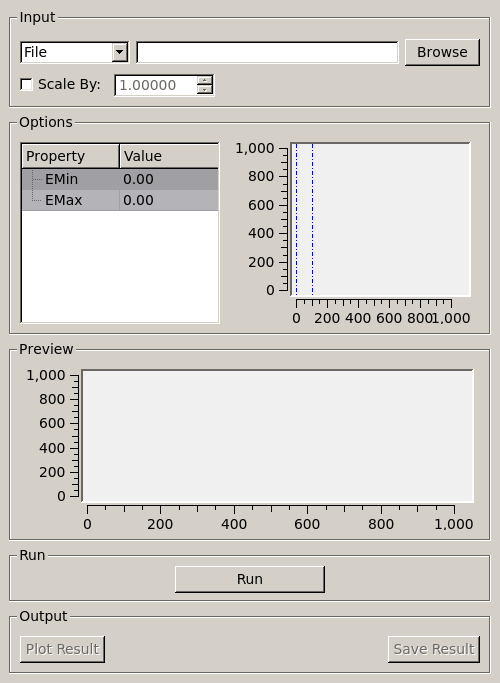 Input
File Browse
Scale By: 1.00000
Options
Property Value
EMin 0.00
EMax 0.00
1,000
800
600
400
200
0
0 200 400 600 800 1,000
Preview
1,000
800
600
400
200
0
0 200 400 600 800 1,000
Run
Run
Output
Plot Result Save Result